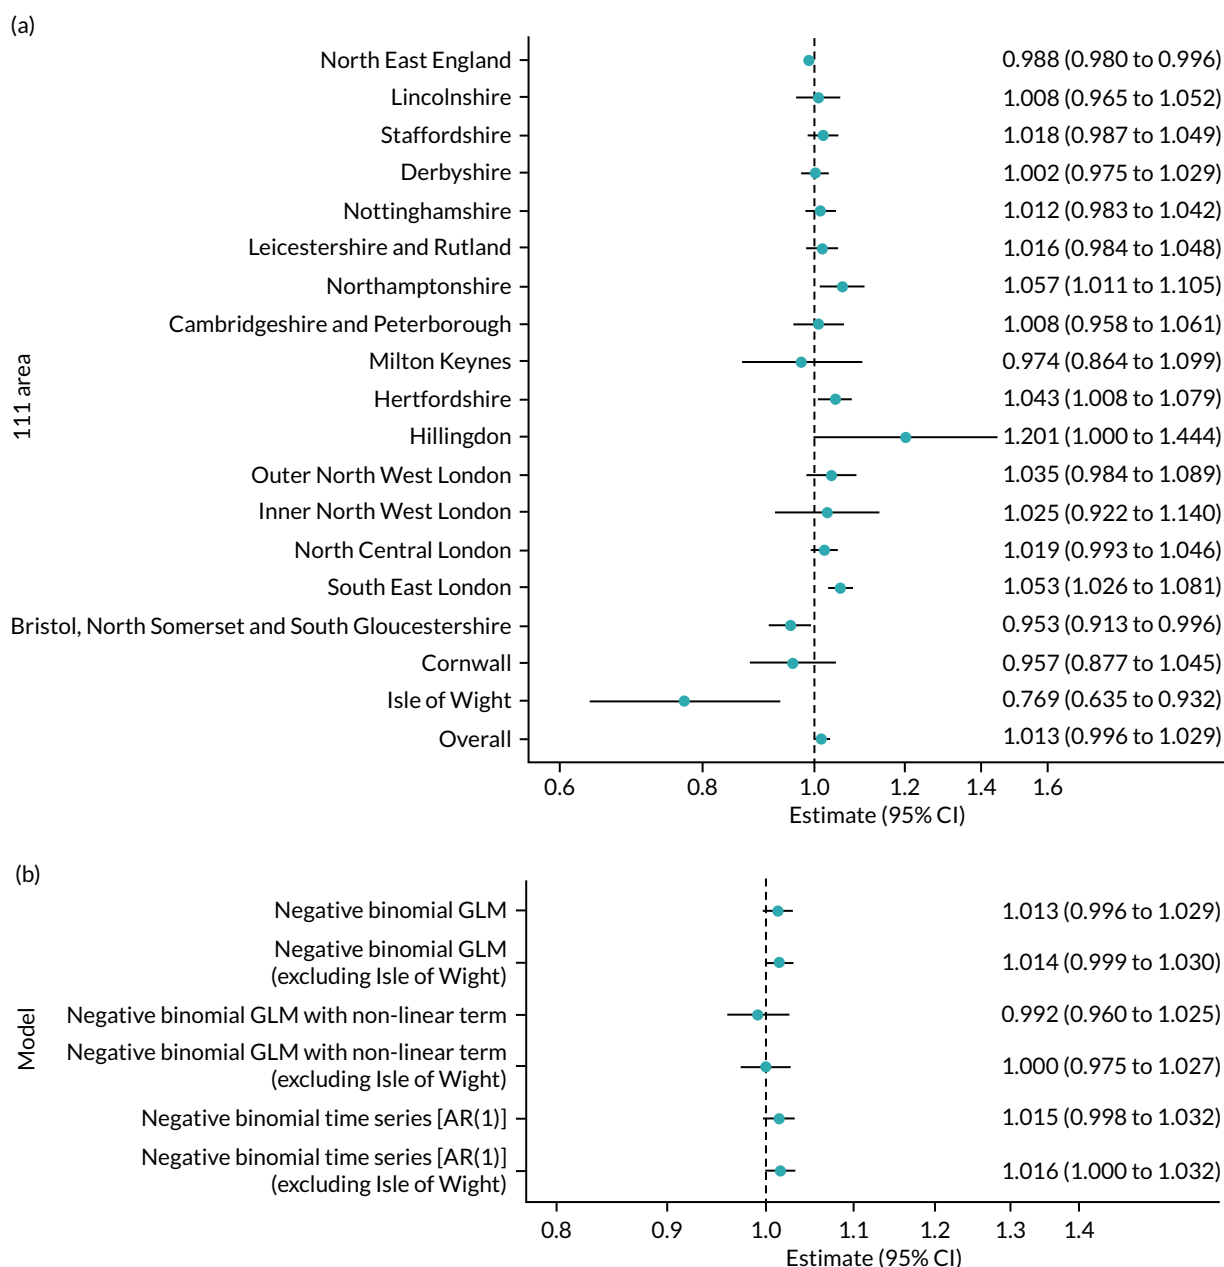 (a)
North East England 0.988 (0.980 to 0.996)
Lincolnshire 1.008 (0.965 to 1.052)
Staffordshire 1.018 (0.987 to 1.049)
Derbyshire 1.002 (0.975 to 1.029)
Nottinghamshire 1.012 (0.983 to 1.042)
Leicestershire and Rutland 1.016 (0.984 to 1.048)
Northamptonshire 1.057 (1.011 to 1.105)
Cambridgeshire and Peterborough 1.008 (0.958 to 1.061)
Milton Keynes 0.974 (0.864 to 1.099)
Hertfordshire 1.043 (1.008 to 1.079)
Hillingdon 1.201 (1.000 to 1.444)
Outer North West London 1.035 (0.984 to 1.089)
Inner North West London 1.025 (0.922 to 1.140)
North Central London 1.019 (0.993 to 1.046)
South East London 1.053 (1.026 to 1.081)
Bristol, North Somerset and South Gloucestershire 0.953 (0.913 to 0.996)
Cornwall 0.957 (0.877 to 1.045)
Isle of Wight 0.769 (0.635 to 0.932)
Overall 1.013 (0.996 to 1.029)
111 area
0.6 0.8 1.0 1.2 1.4 1.6
Estimate (95% CI)
(b)
Negative binomial GLM 1.013 (0.996 to 1.029)
Negative binomial GLM
(excluding Isle of Wight) 1.014 (0.999 to 1.030)
Negative binomial GLM with non-linear term 0.992 (0.960 to 1.025)
Negative binomial GLM with non-linear term
(excluding Isle of Wight) 1.000 (0.975 to 1.027)
Negative binomial time series [AR(1)] 1.015 (0.998 to 1.032)
Negative binomial time series [AR(1)]
(excluding Isle of Wight) 1.016 (1.000 to 1.032)
Model
0.8 0.9 1.0 1.1 1.2 1.3 1.4
Estimate (95% CI)